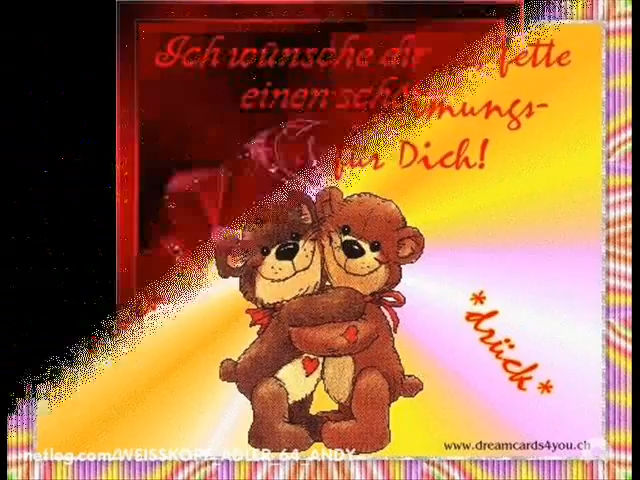 Ich wünsche dir fette
einen schö mungs-
für Dich!
*drück*
www.dreamcards4you.ch
netlog.com/WEISSKOPF_ADLER_64_ANDY